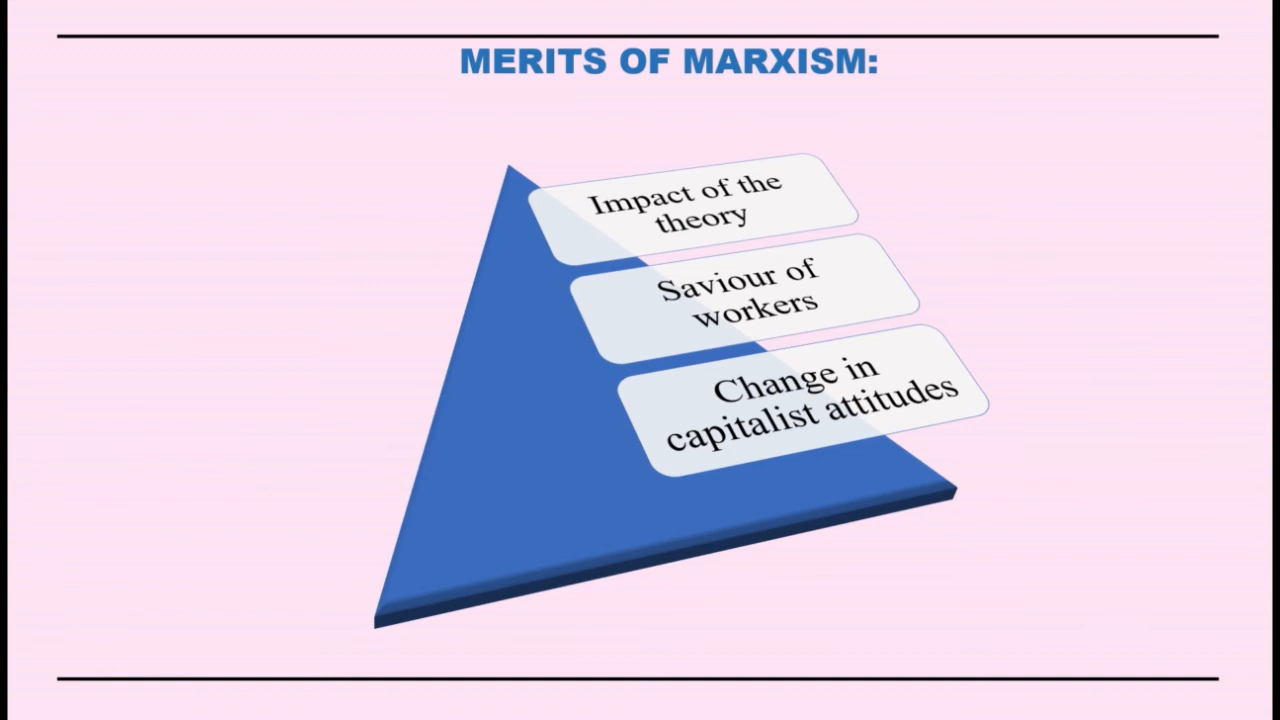 MERITS OF MARXISM:
Impact of the
theory
Saviour of
workers
Change in
capitalist attitudes